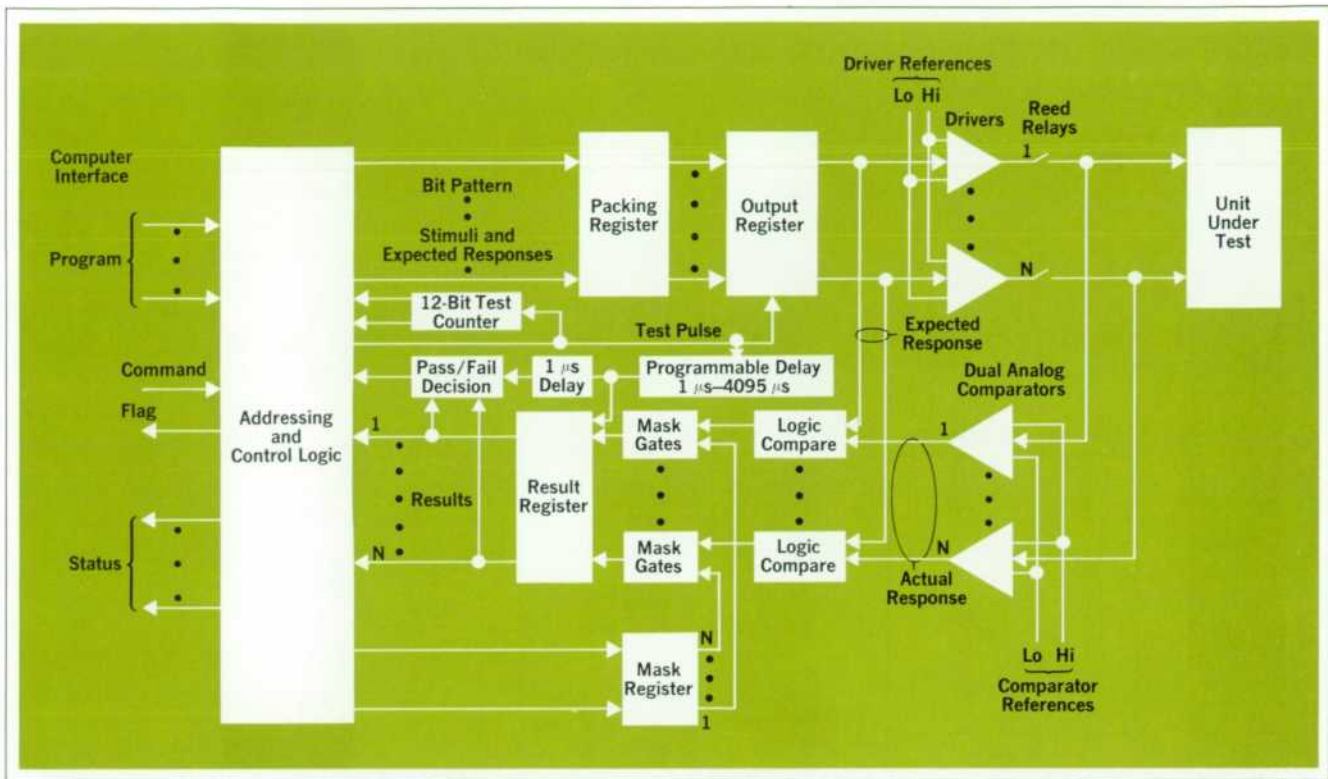 Driver References
Lo Hi
Drivers
Reed
Relays
1
Computer
Interface
Bit Pattern
Packing
Register
Output
Register
Unit
Under
Test
Program
Stimuli and
Expected Responses
N
12-Bit Test
Counter
Test Pulse
Expected
Response
Command
Pass/Fail
Decision
1 μs
Delay
Programmable Delay
1 μs–4095 μs
Dual Analog
Comparators
Flag
Addressing
and
Control Logic
1
Mask
Gates
Logic
Compare
1
Results
Result
Register
Status
N
Mask
Gates
Logic
Compare
N
Actual
Response
Mask
Register
N
1
Lo Hi
Comparator
References